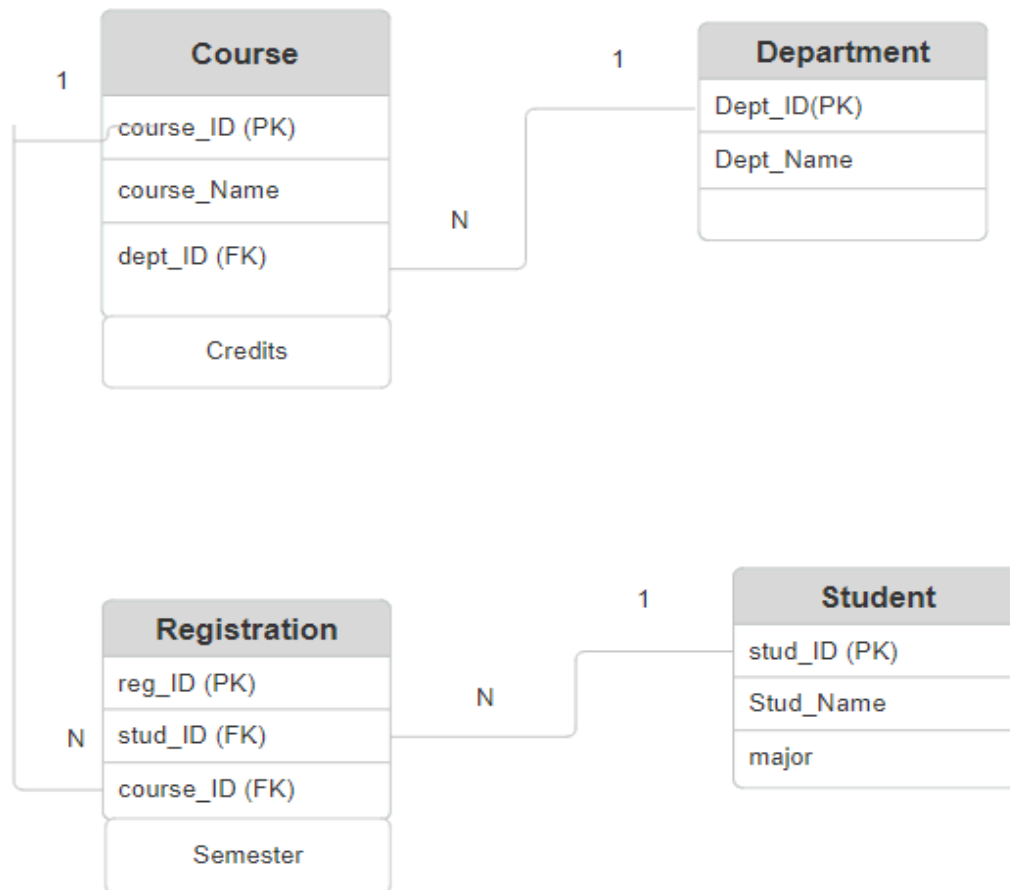 Course
1
course_ID (PK)
course_Name
dept_ID (FK)
Credits
N
1
Department
Dept_ID(PK)
Dept_Name
Registration
reg_ID (PK)
stud_ID (FK)
N
course_ID (FK)
Semester
N
1
Student
stud_ID (PK)
Stud_Name
major